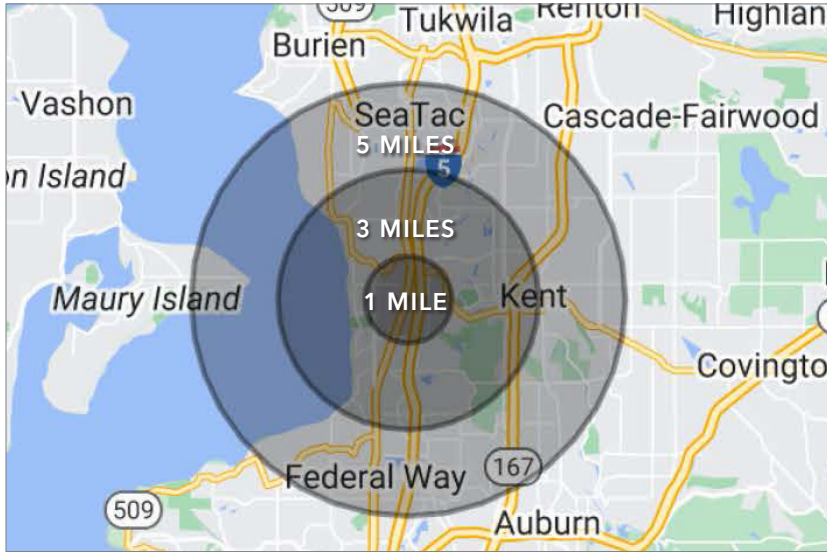 509
Tukwila
Renton
Highlan
Burien
Vashon
SeaTac
Cascade-Fairwood
5 MILES
5
on Island
3 MILES
Maury Island
1 MILE
Kent
Covingto
Federal Way
167
509
Auburn